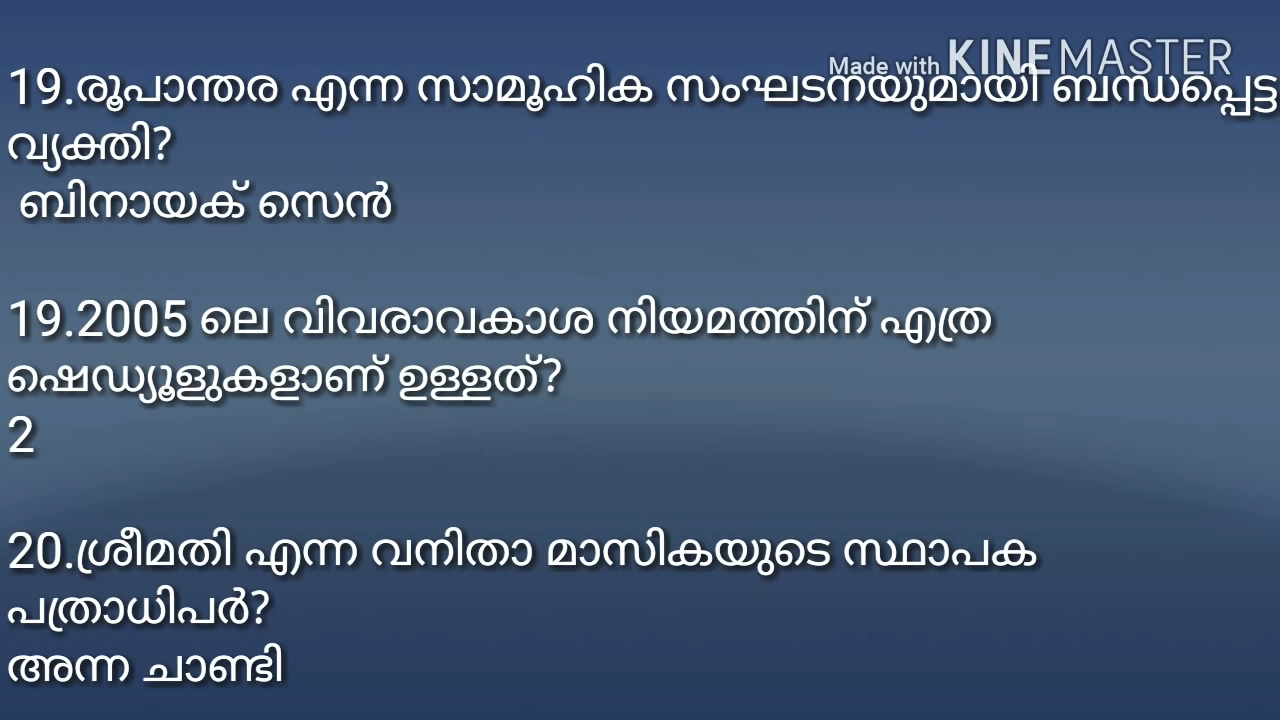 Made with KINEMASTER
19.രൂപാന്തര എന്ന സാമൂഹിക സംഘടനയുമായി ബന്ധപ്പെട്ട
വ്യക്തി?
ബിനായക് സെൻ
19.2005 ലെ വിവരാവകാശ നിയമത്തിന് എത്ര
ഷെഡ്യൂളുകളാണ് ഉള്ളത്?
2
20.ശ്രീമതി എന്ന വനിതാ മാസികയുടെ സ്ഥാപക
പത്രാധിപർ?
അന്ന ചാണ്ടി